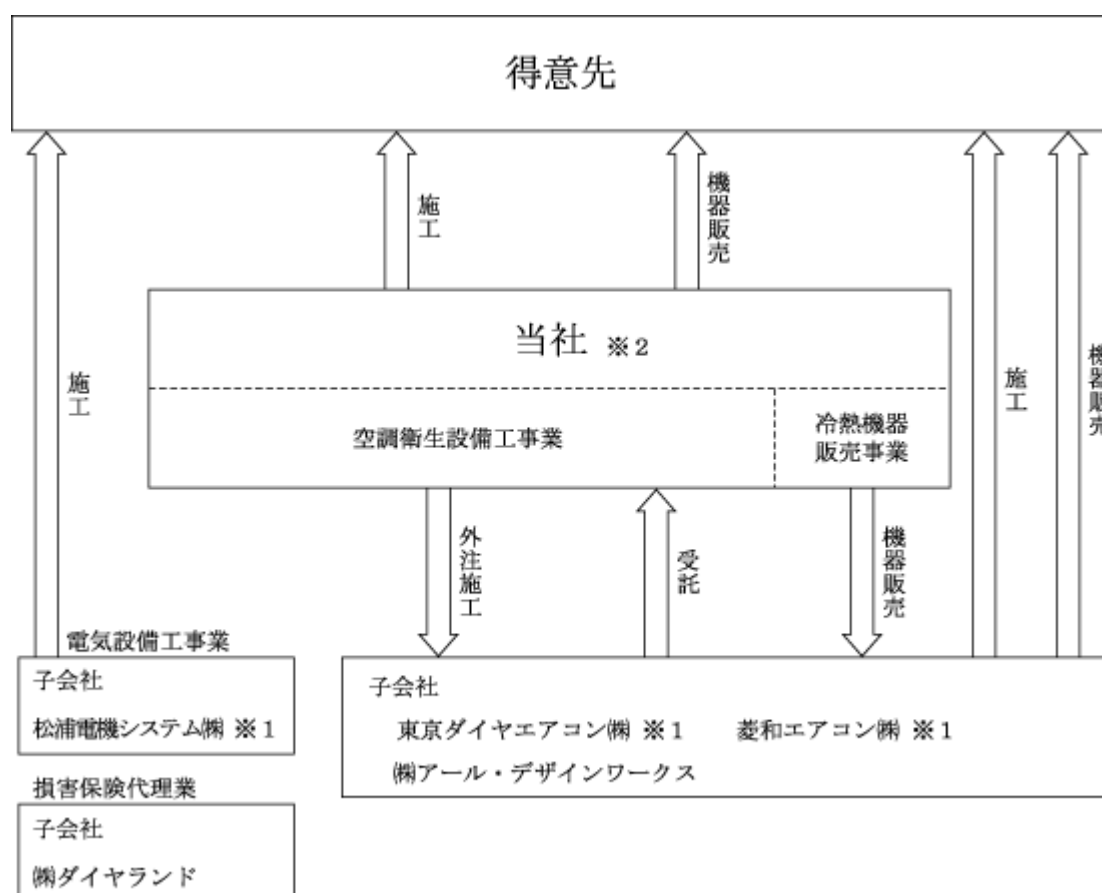 得意先
施工
機器販売
施工
施工
機器販売
当社 ※2
空調衛生設備工事業
冷熱機器
販売事業
外注施工
受託
機器販売
電気設備工事業
子会社
松浦電機システム㈱ ※1
子会社
東京ダイヤエアコン㈱ ※1 菱和エアコン㈱ ※1
㈱アール・デザインワークス
損害保険代理業
子会社
㈱ダイヤランド